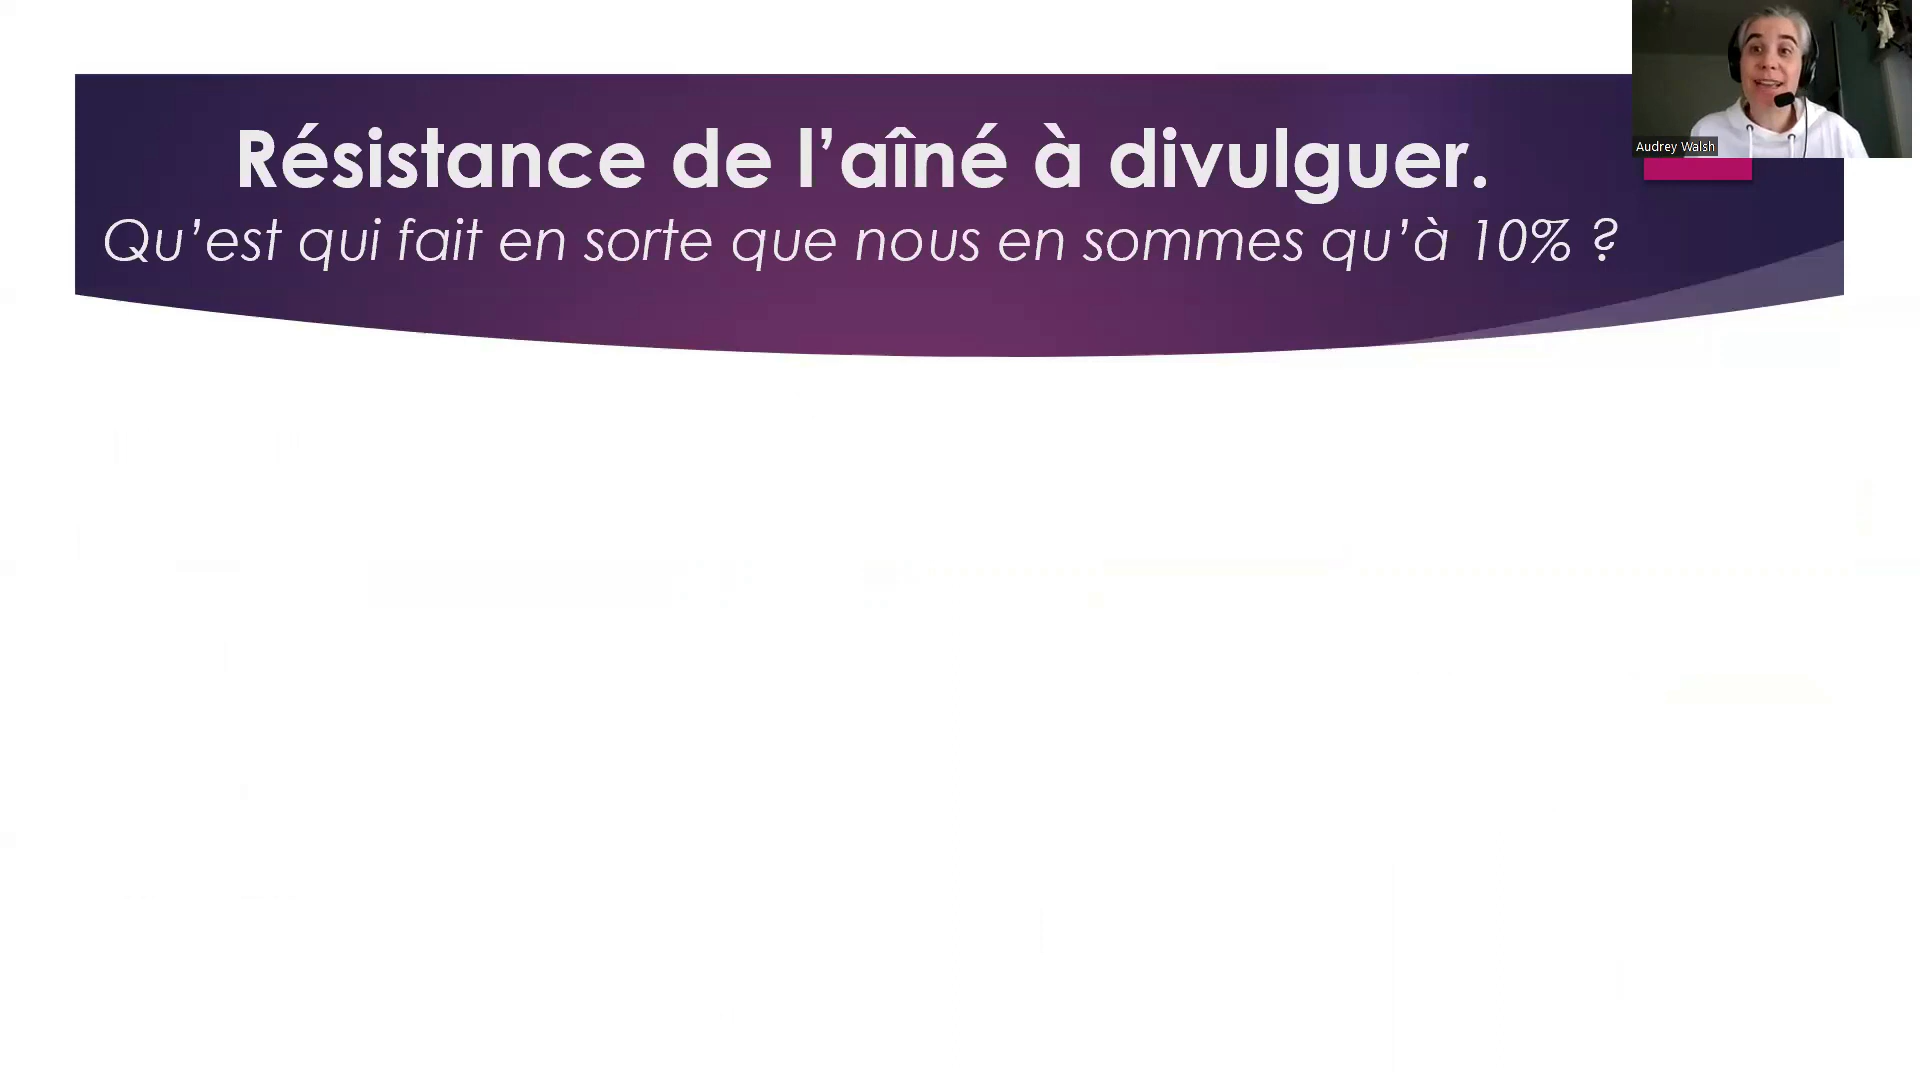 Résistance de l’aîné à divulguer.
Qu’est qui fait en sorte que nous en sommes qu’à 10% ?
Audrey Walsh